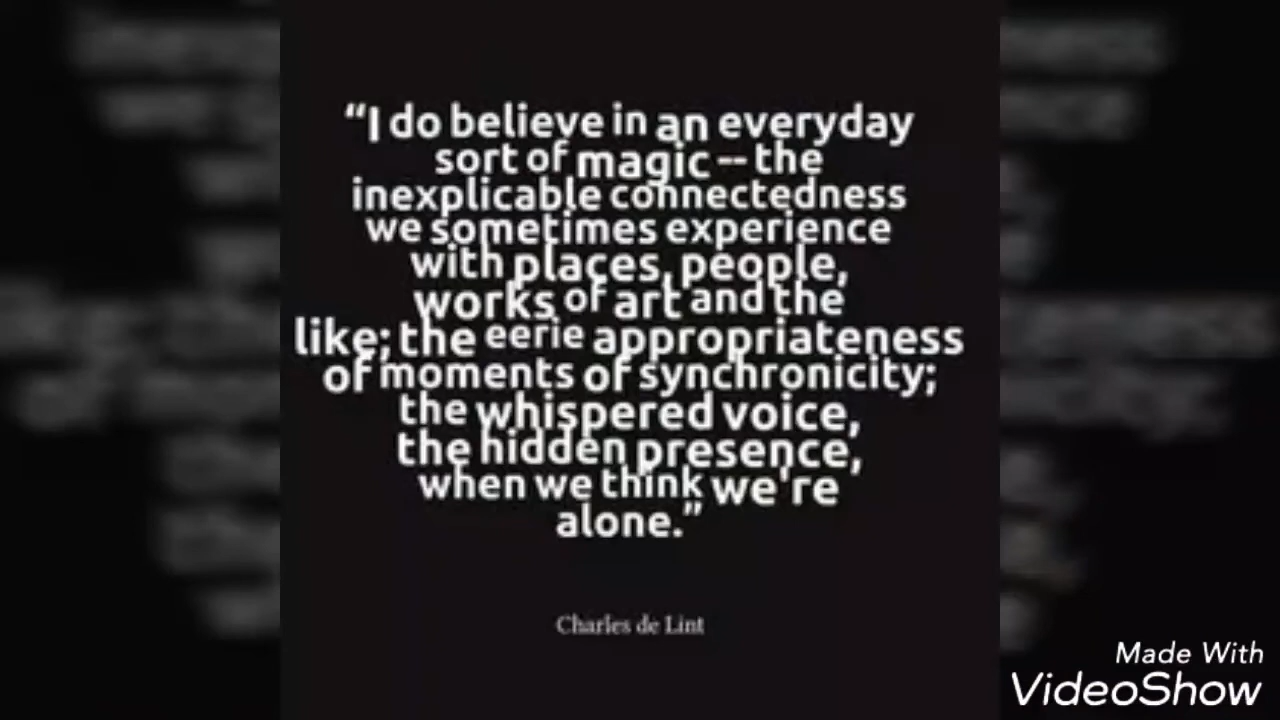 “I do believe in an everyday
sort of magic -- the
inexplicable connectedness
we sometimes experience
with places, people,
works of art and the
like; the eerie appropriateness
of moments of synchronicity;
the whispered voice,
the hidden presence,
when we think we're
alone.”
Charles de Lint
Made With
VideoShow